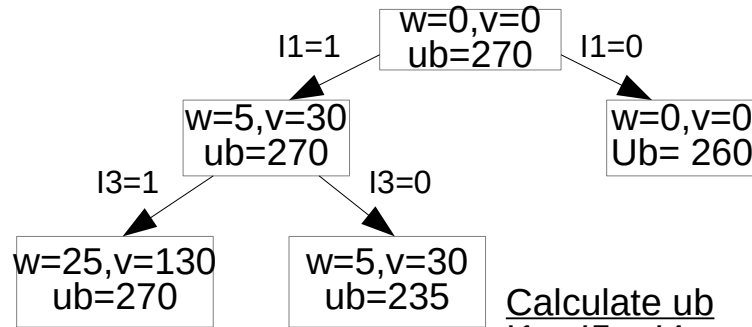 w=0,v=0
ub=270
I1=1
I1=0
w=5,v=30
ub=270
w=0,v=0
Ub= 260
I3=1
I3=0
w=25,v=130
ub=270
w=5,v=30
ub=235
Calculate ub